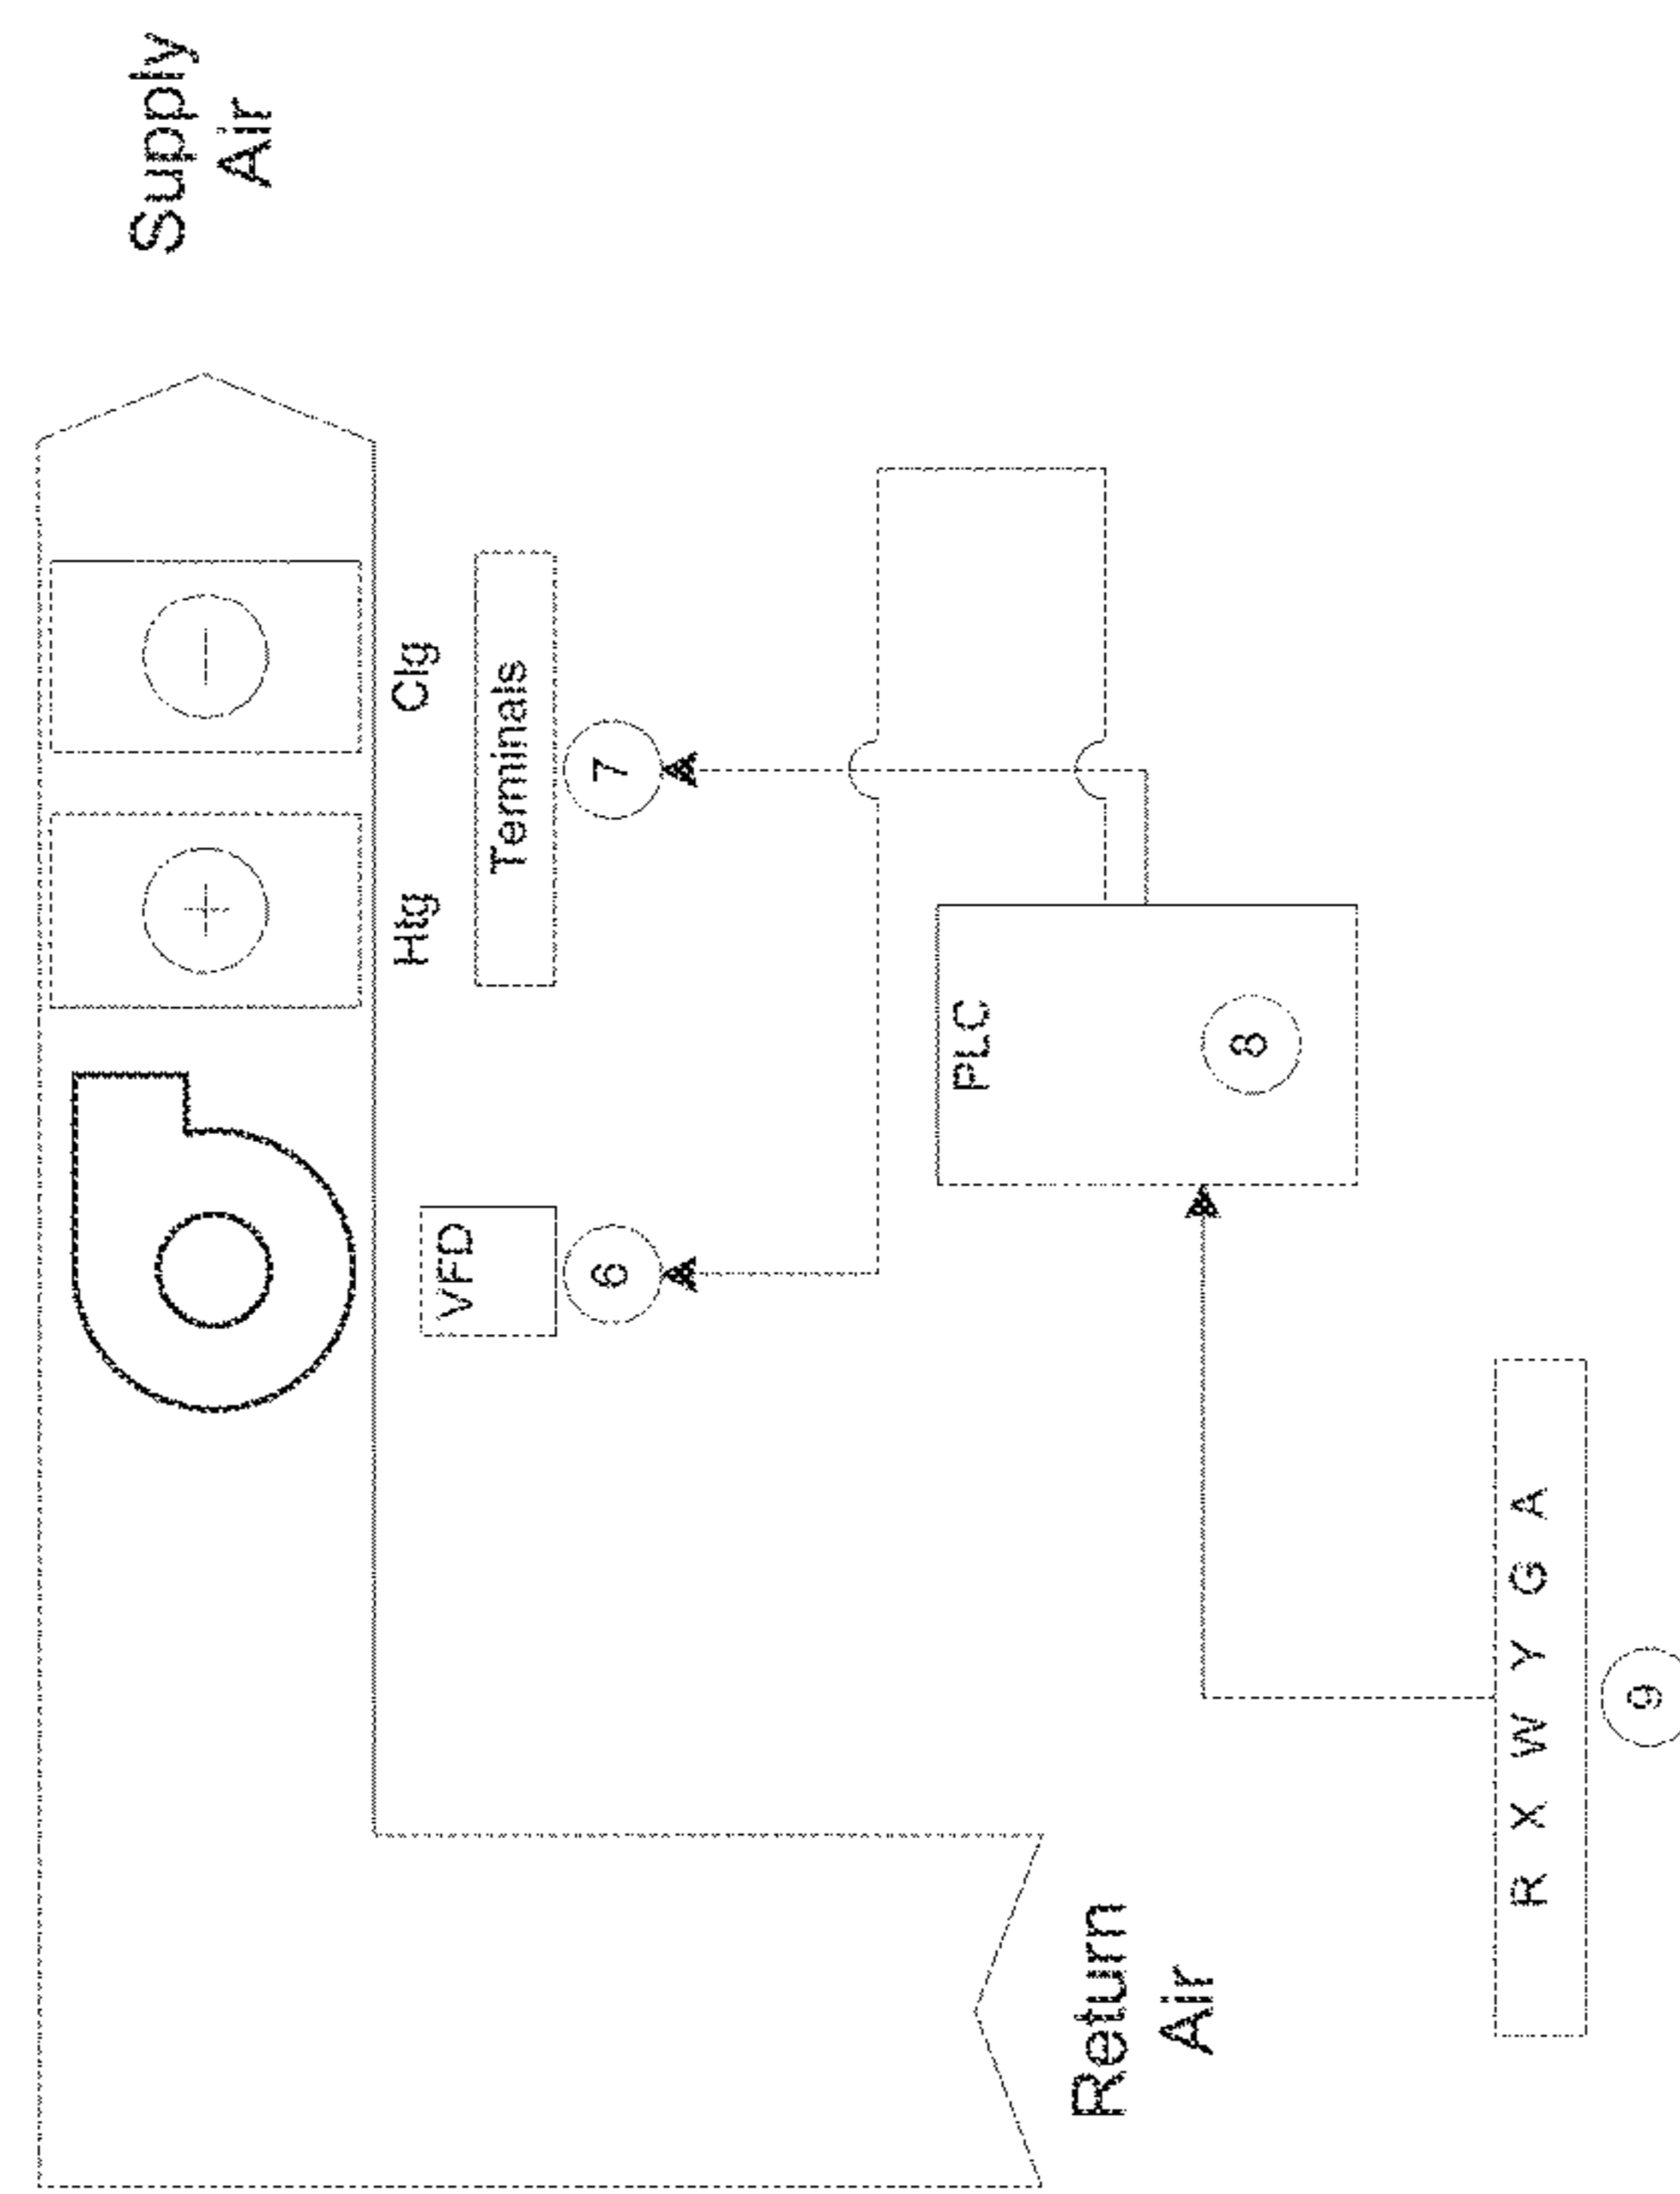 Supply
Air
Htg
Clg
VFD
Terminals
6
7
PLC
8
Return
Air
R X W Y G A
9